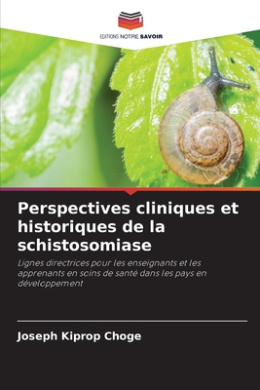 EDITIONS NOTRE SAVOIR
Perspectives cliniques et
historiques de la
schistosomiase
Lignes directrices pour les enseignants et les
apprenants en soins de santé dans les pays en
développement
Joseph Kiprop Choge